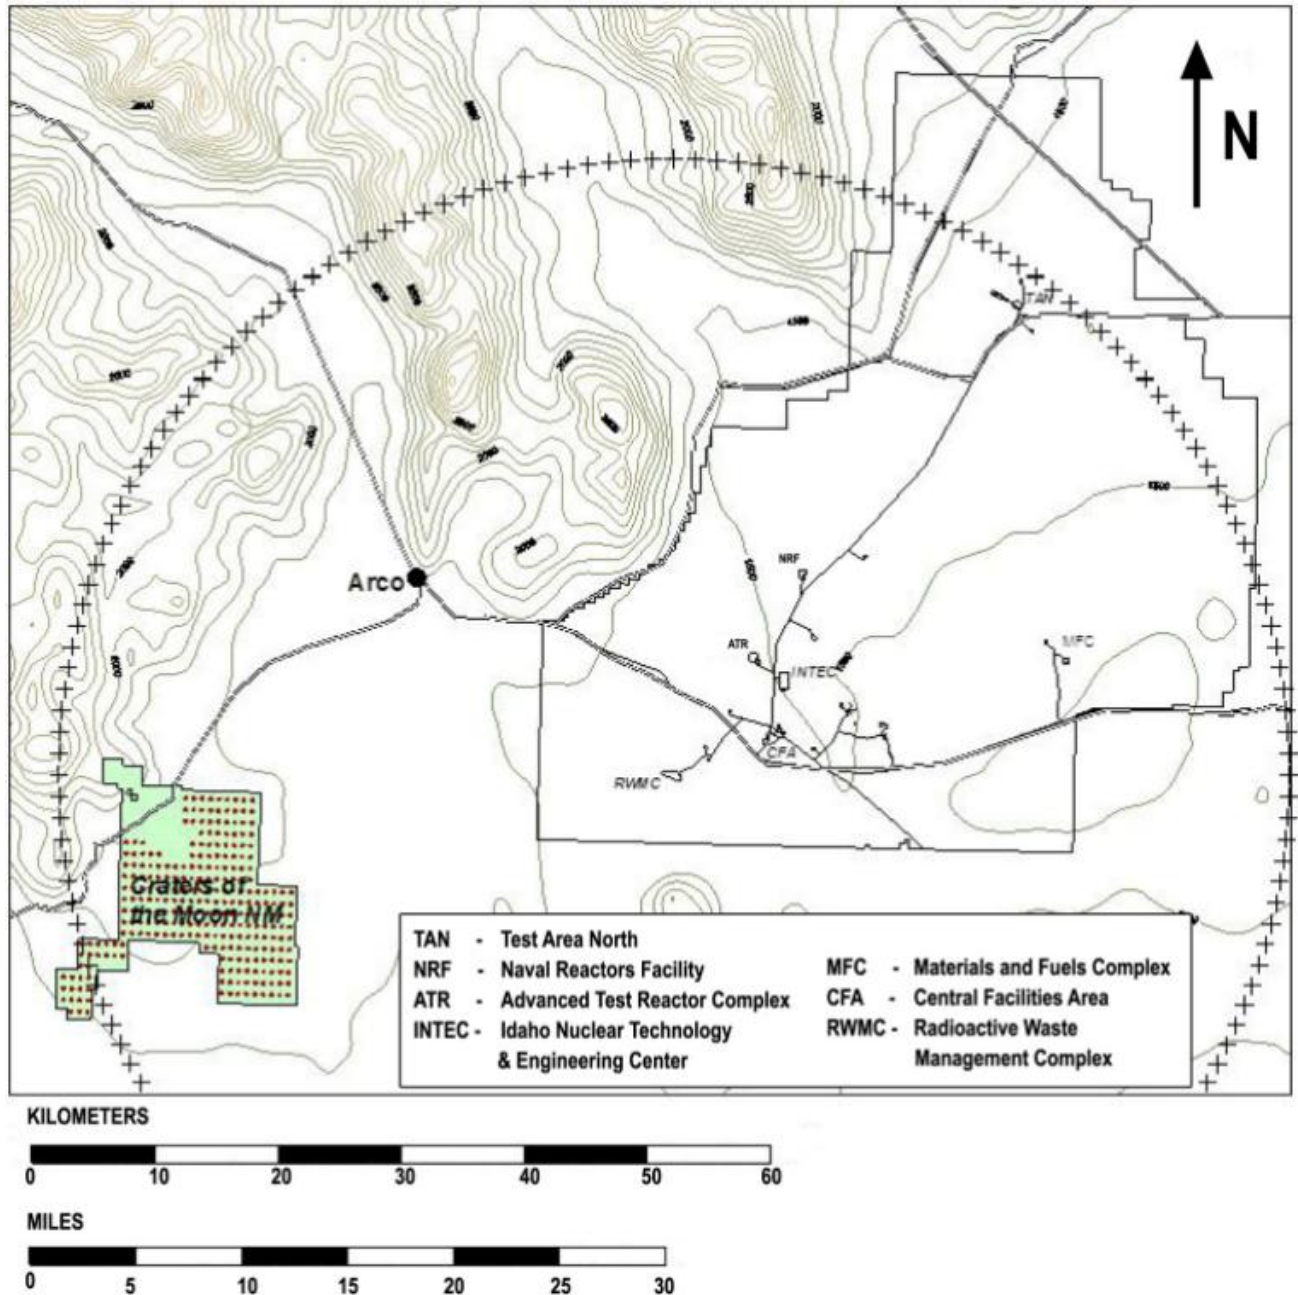 N
TAN
Arco
NRF
ATR
INTEC
MFC
CFA
RWMC
Craters of
the Moon NM
TAN - Test Area North
NRF - Naval Reactors Facility
ATR - Advanced Test Reactor Complex
INTEC - Idaho Nuclear Technology
& Engineering Center
MFC - Materials and Fuels Complex
CFA - Central Facilities Area
RWMC - Radioactive Waste
Management Complex
KILOMETERS
0 10 20 30 40 50 60
MILES
0 5 10 15 20 25 30